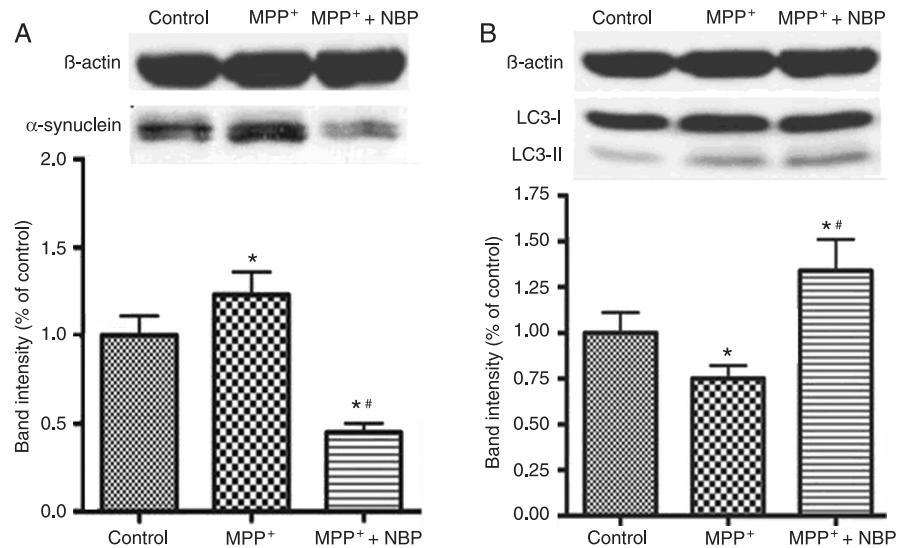 A
Control MPP⁺ MPP⁺ + NBP
ß-actin
α-synuclein
2.0
1.5
1.0
0.5
0.0
Band intensity (% of control)
*
* #
Control MPP⁺ MPP⁺ + NBP
B
Control MPP⁺ MPP⁺ + NBP
ß-actin
LC3-I
LC3-II
1.75
1.50
1.25
1.00
0.75
0.50
0.25
0.00
Band intensity (% of control)
*
* #
Control MPP⁺ MPP⁺ + NBP